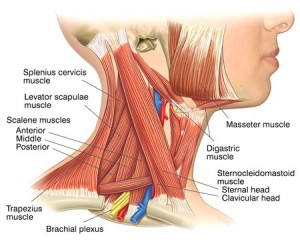 Splenius cervicis
muscle
Levator scapulae
muscle
Scalene muscles
Anterior
Middle
Posterior
Trapezius
muscle
Brachial plexus
Masseter muscle
Digastric
muscle
Sternocleidomastoid
muscle
Sternal head
Clavicular head